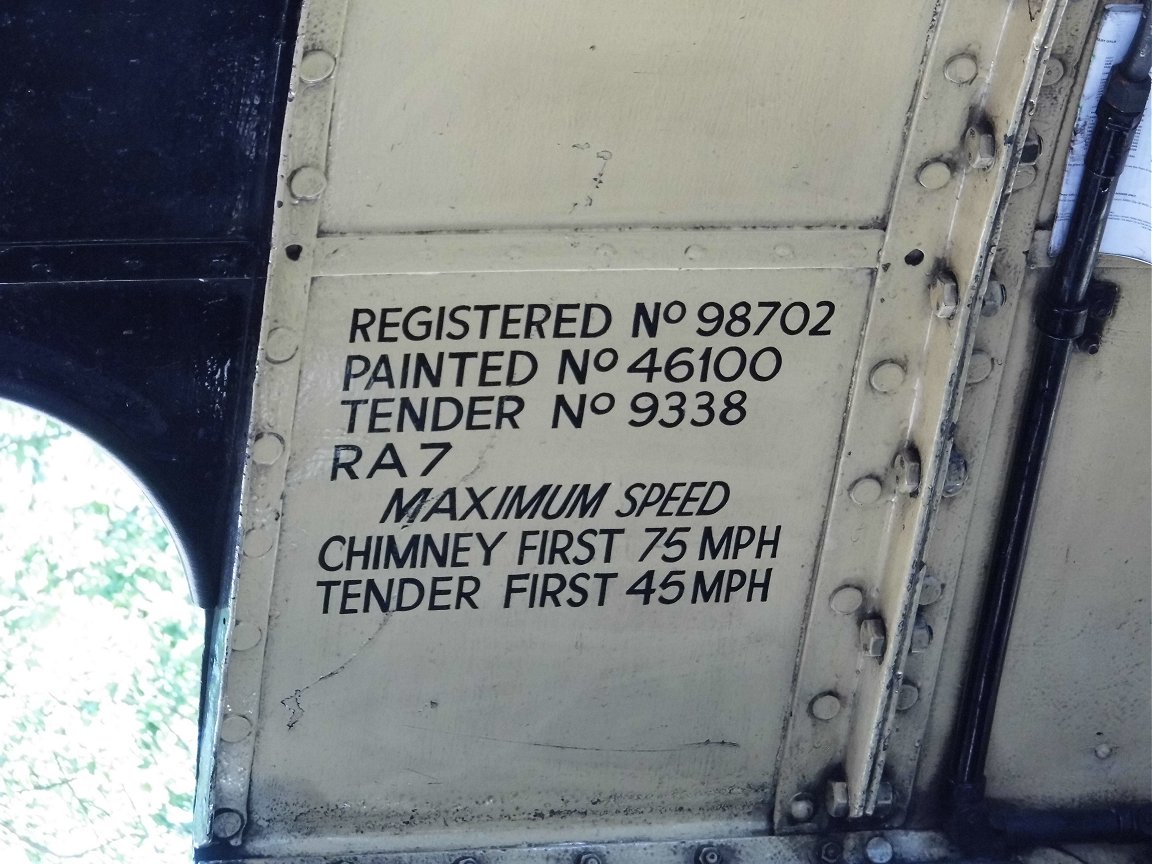 REGISTERED Nº 98702
PAINTED Nº 46100
TENDER Nº 9338
RA7
MAXIMUM SPEED
CHIMNEY FIRST 75 MPH
TENDER FIRST 45 MPH